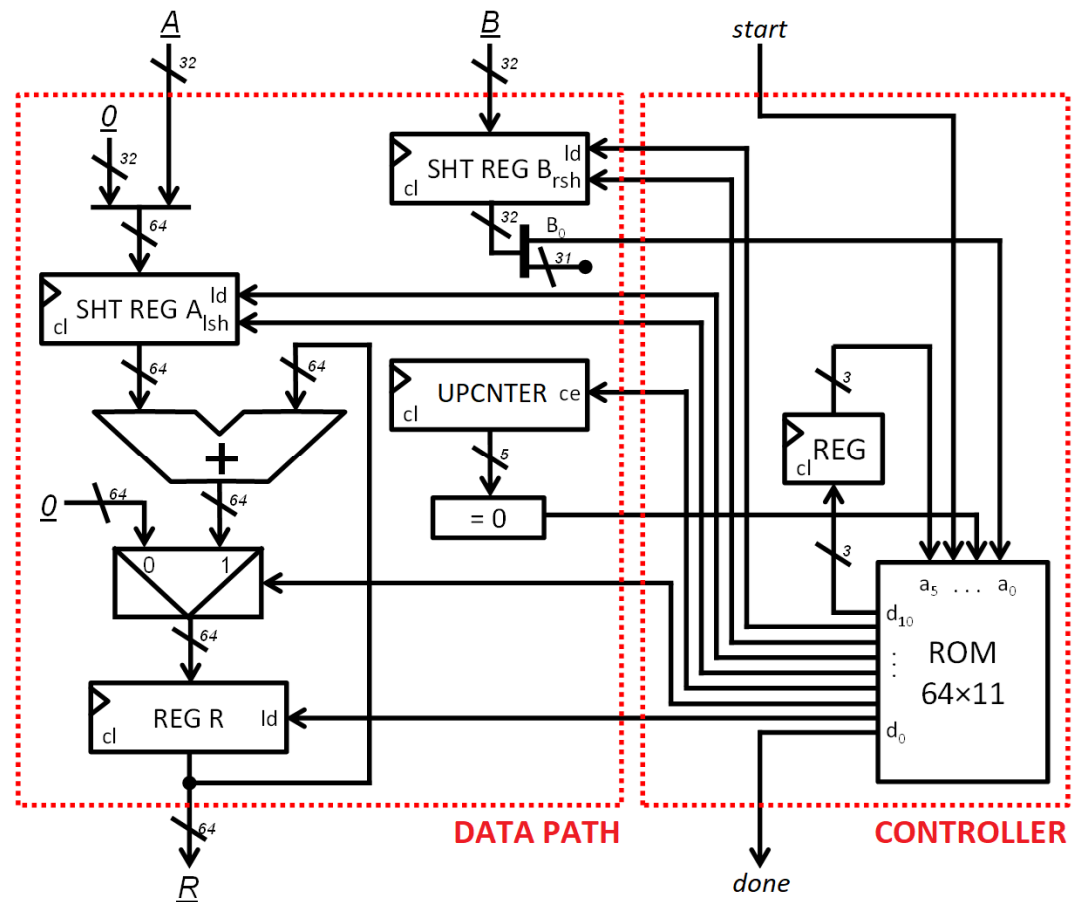 A
B
start
32
32
0
32
64
SHT REG B
ld
rsh
cl
32
B0
31
SHT REG A
ld
lsh
cl
64
64
UPCNTER
ce
cl
5
3
REG
cl
+
64
0
64
= 0
3
0
1
64
a5 . . . a0
d10
⋮
d0
ROM
64×11
REG R
ld
cl
64
DATA PATH
CONTROLLER
R
done